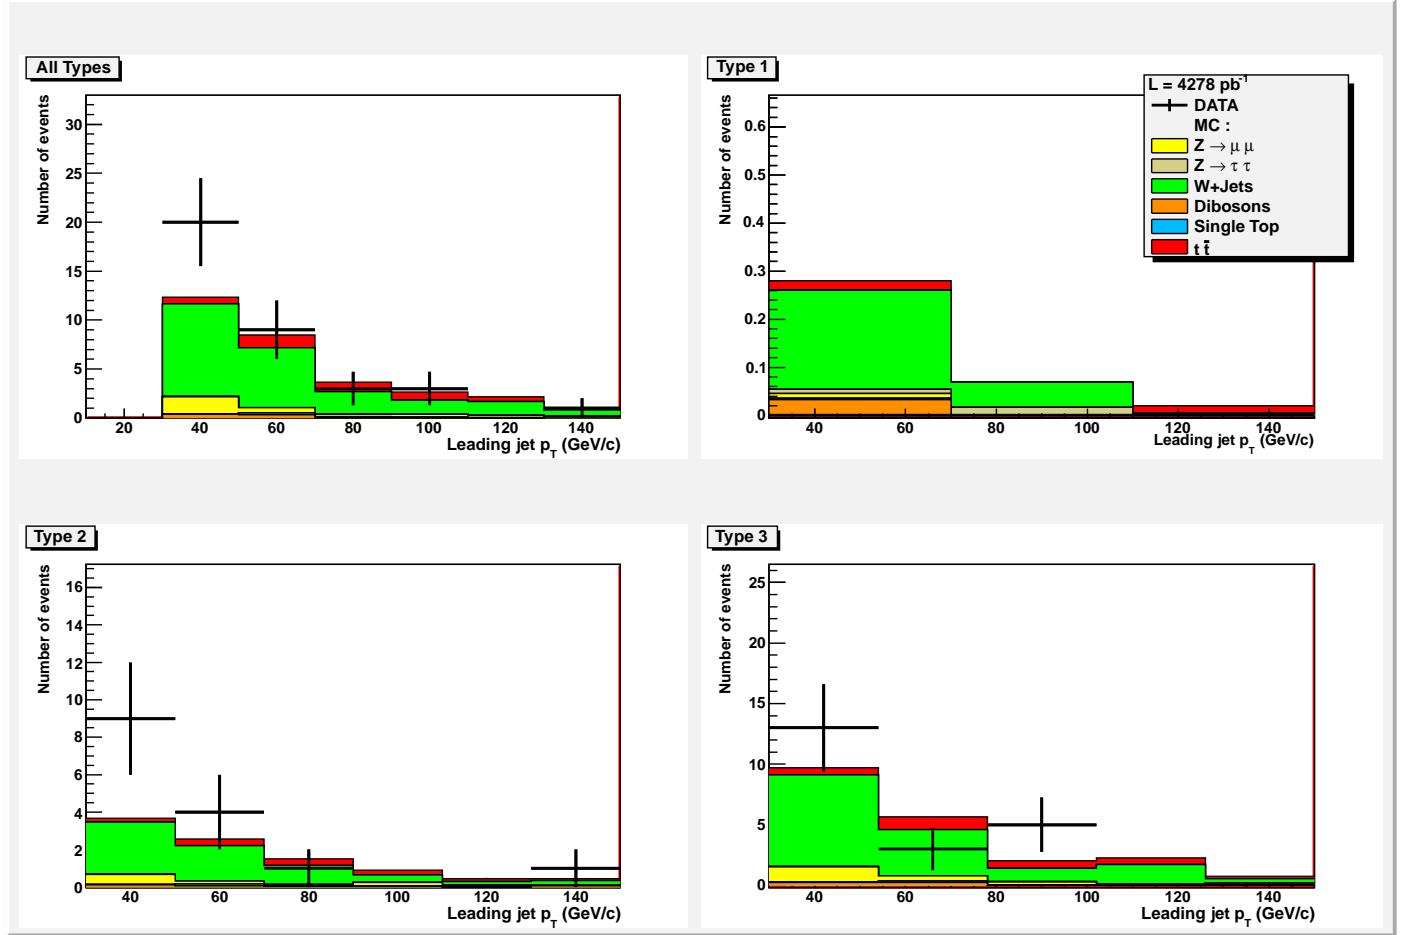 All Types
Number of events
30
25
20
15
10
5
0
20 40 60 80 100 120 140
Leading jet pT (GeV/c)
Type 1
L = 4278 pb-1
DATA
MC :
Z → μ μ
Z → τ τ
W+Jets
Dibosons
Single Top
t t̄
Number of events
0.6
0.5
0.4
0.3
0.2
0.1
0
40 60 80 100 120 140
Leading jet pT (GeV/c)
Type 2
Number of events
16
14
12
10
8
6
4
2
0
40 60 80 100 120 140
Leading jet pT (GeV/c)
Type 3
Number of events
25
20
15
10
5
0
40 60 80 100 120 140
Leading jet pT (GeV/c)